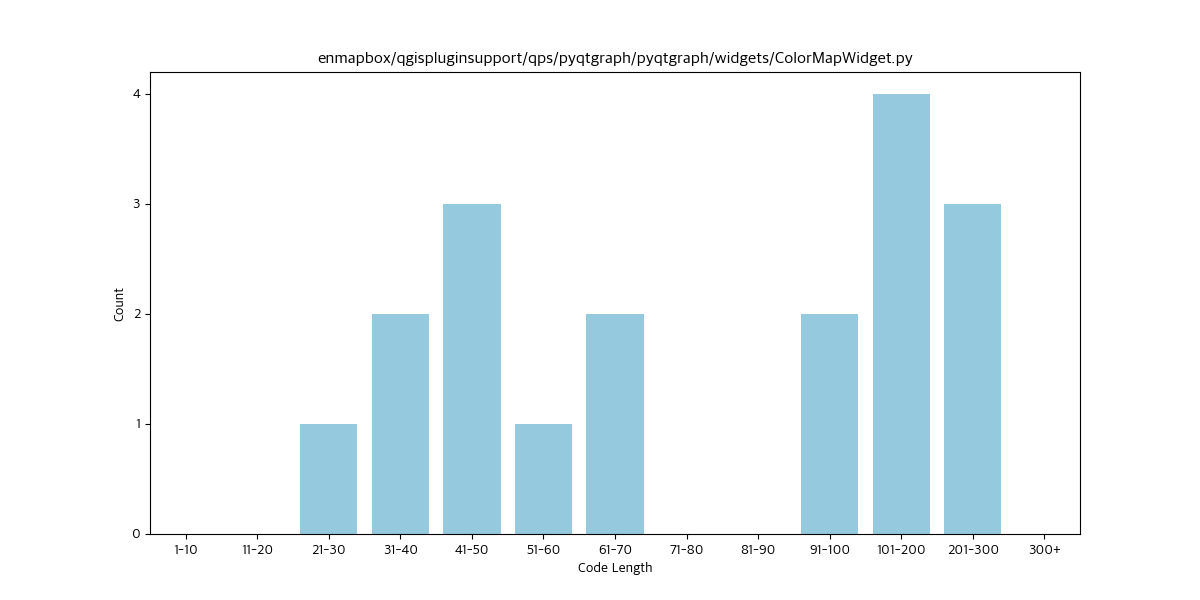 enmapbox/qgispluginsupport/qps/pyqtgraph/pyqtgraph/widgets/ColorMapWidget.py
4
3
2
1
0
Count
1-10 11-20 21-30 31-40 41-50 51-60 61-70 71-80 81-90 91-100 101-200 201-300 300+
Code Length